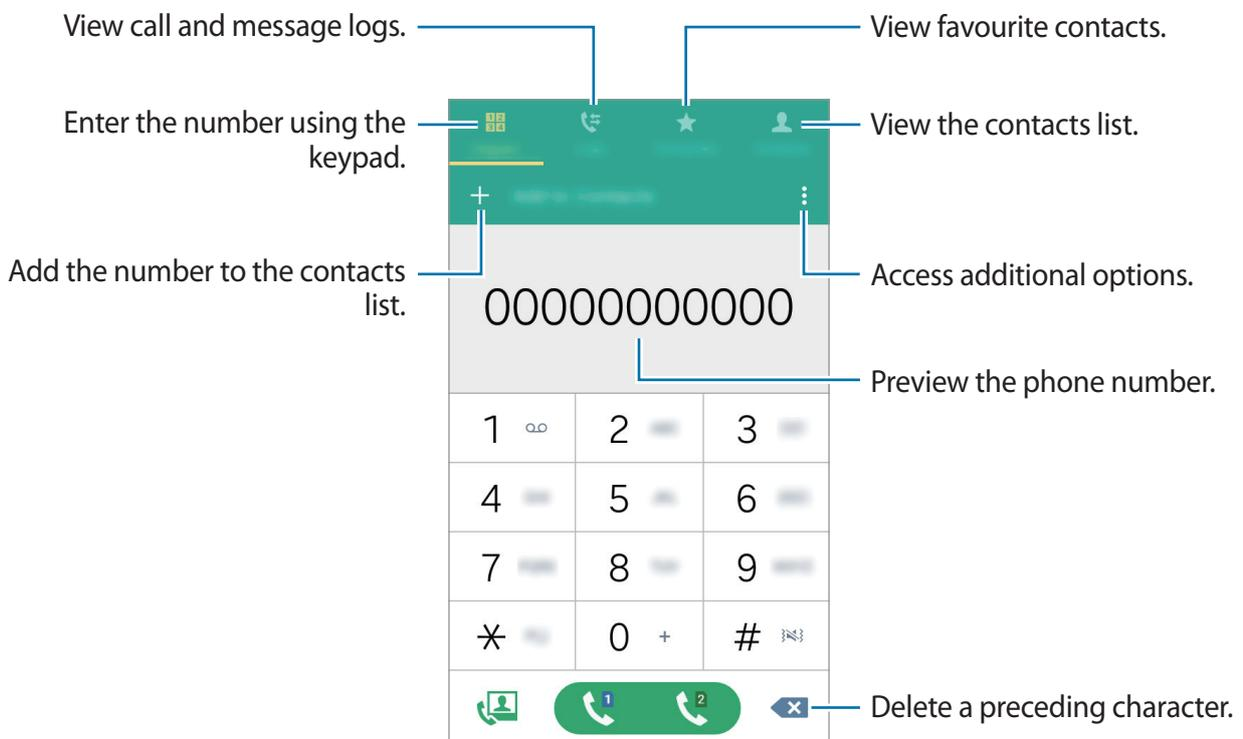 View call and message logs.
View favourite contacts.
Enter the number using the
keypad.
View the contacts list.
Add the number to the contacts
list.
Access additional options.
00000000000
Preview the phone number.
1
2
3
4
5
6
7
8
9
*
0 +
#
1
2
Delete a preceding character.